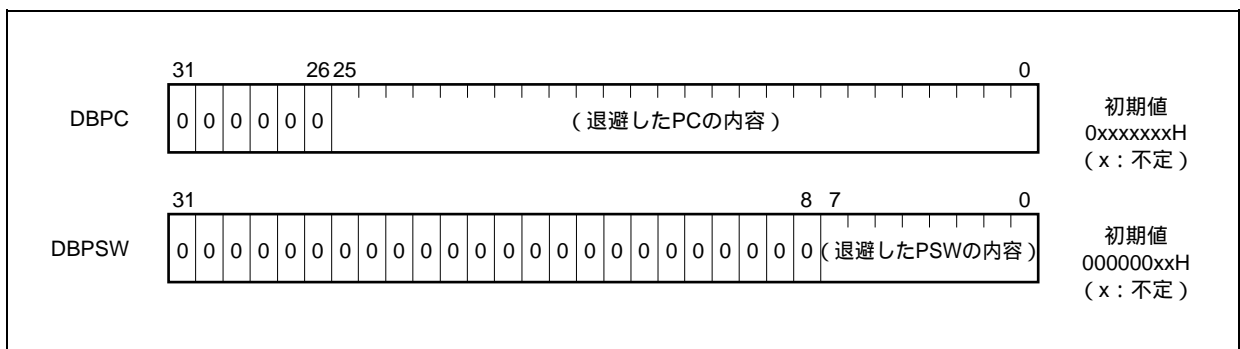 31 26 25 0
DBPC 0 0 0 0 0 0 (退避したPCの内容) 初期値
0xxxxxxxH
(x:不定)
31 8 7 0
DBPSW 0 0 0 0 0 0 0 0 0 0 0 0 0 0 0 0 0 0 0 0 0 0 0 0 (退避したPSWの内容) 初期値
000000xxH
(x:不定)